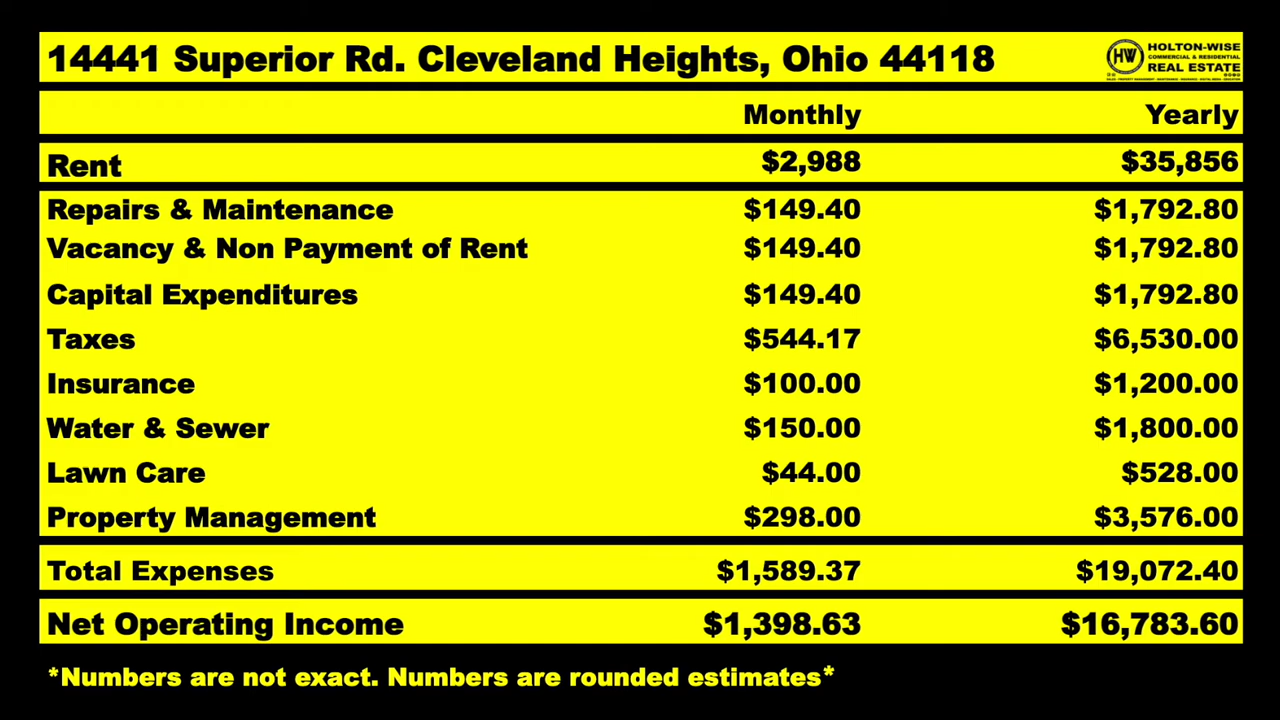 14441 Superior Rd. Cleveland Heights, Ohio 44118
HW
HOLTON-WISE
COMMERCIAL & RESIDENTIAL
REAL ESTATE
Monthly Yearly
Rent $2,988 $35,856
Repairs & Maintenance $149.40 $1,792.80
Vacancy & Non Payment of Rent $149.40 $1,792.80
Capital Expenditures $149.40 $1,792.80
Taxes $544.17 $6,530.00
Insurance $100.00 $1,200.00
Water & Sewer $150.00 $1,800.00
Lawn Care $44.00 $528.00
Property Management $298.00 $3,576.00
Total Expenses $1,589.37 $19,072.40
Net Operating Income $1,398.63 $16,783.60
*Numbers are not exact. Numbers are rounded estimates*